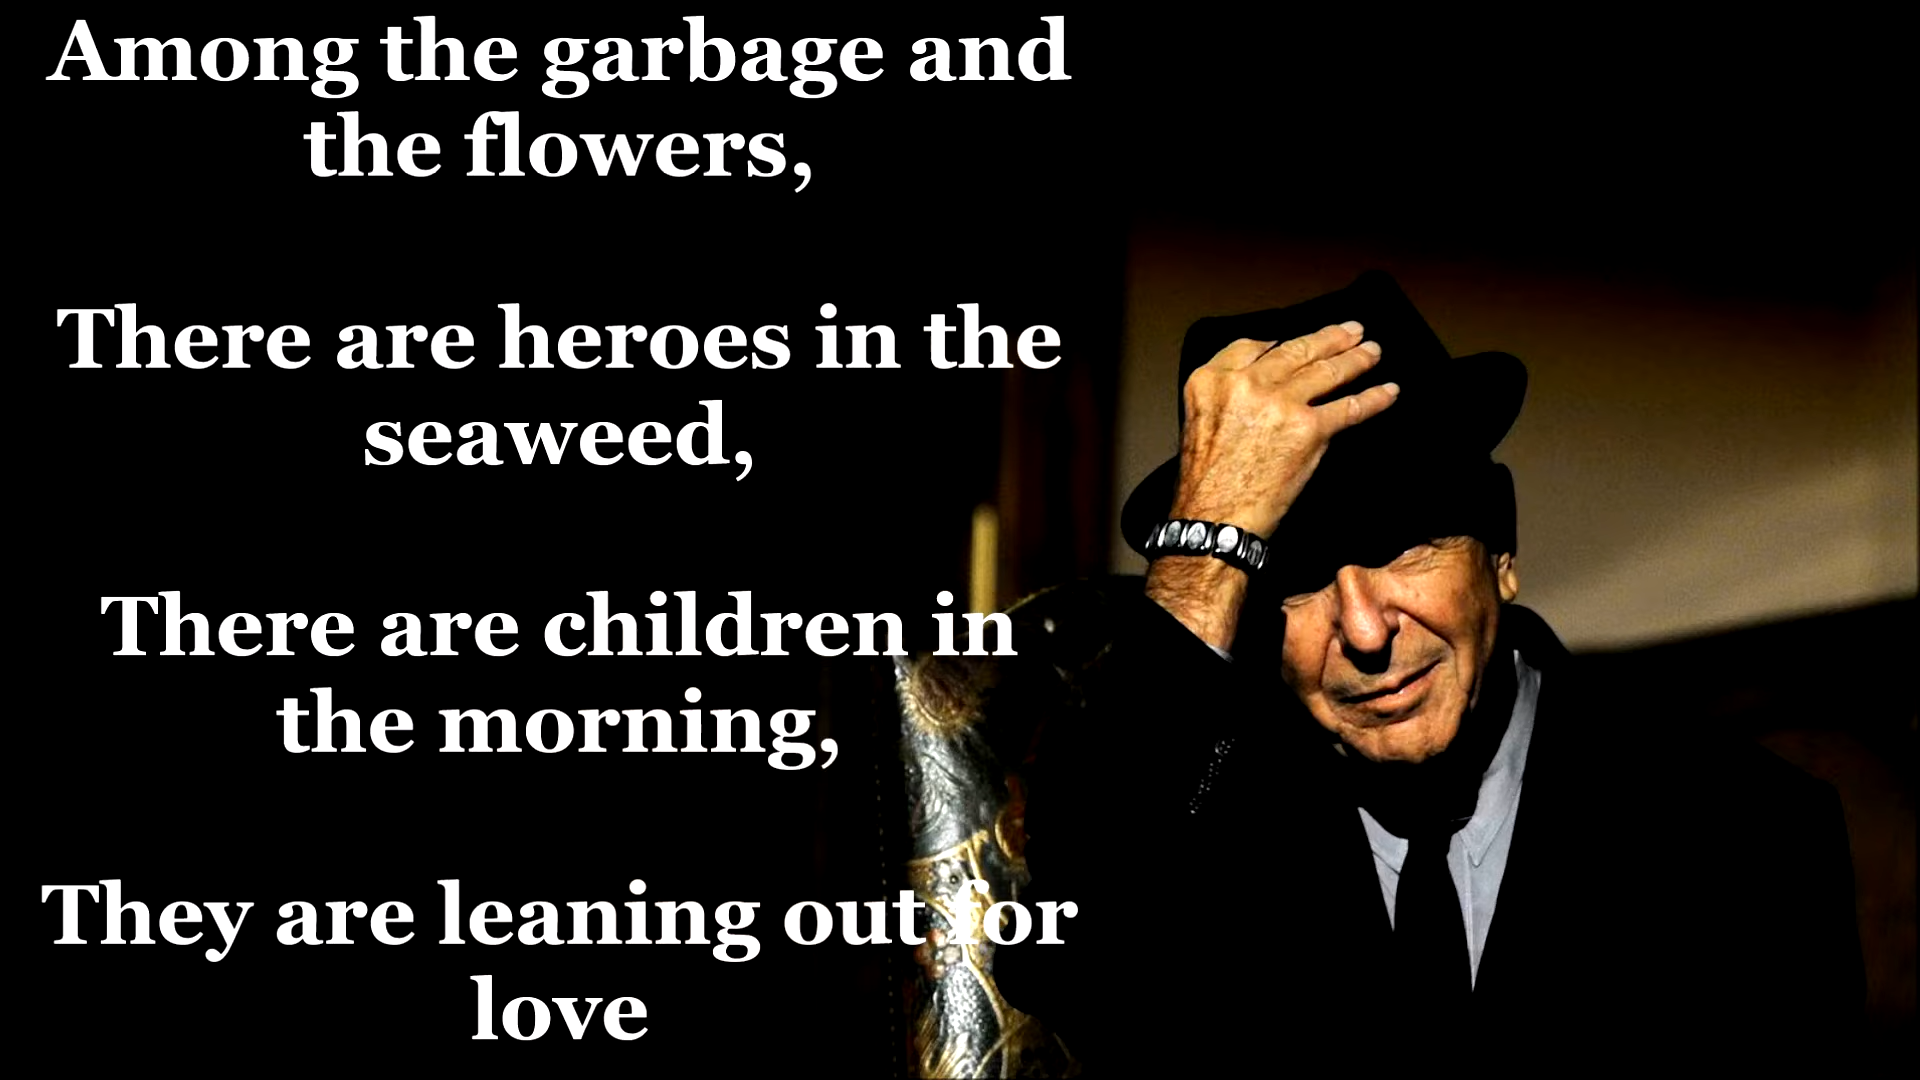 Among the garbage and
the flowers,
There are heroes in the
seaweed,
There are children in
the morning,
They are leaning out for
love